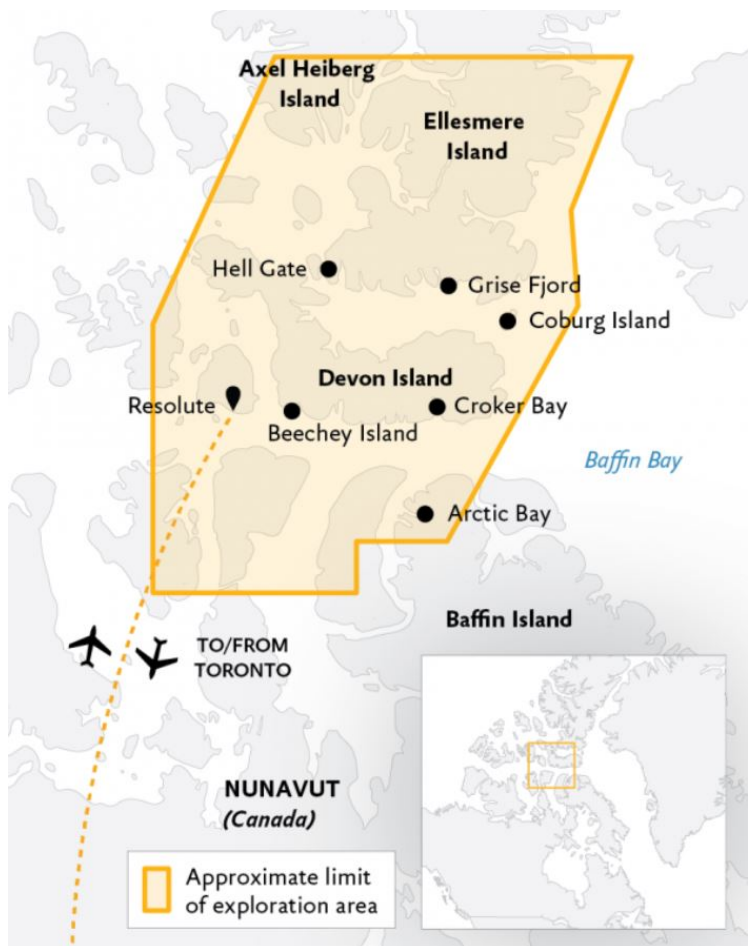 Axel Heiberg
Island
Ellesmere
Island
Hell Gate
Grise Fjord
Coburg Island
Devon Island
Resolute
Croker Bay
Beechey Island
Baffin Bay
Arctic Bay
Baffin Island
TO/FROM
TORONTO
NUNAVUT
(Canada)
Approximate limit
of exploration area